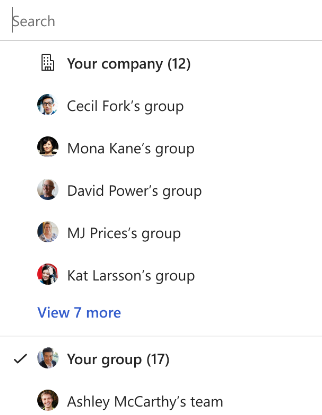 Search
Your company (12)
Cecil Fork's group
Mona Kane's group
David Power's group
MJ Prices's group
Kat Larsson's group
View 7 more
Your group (17)
Ashley McCarthy's team